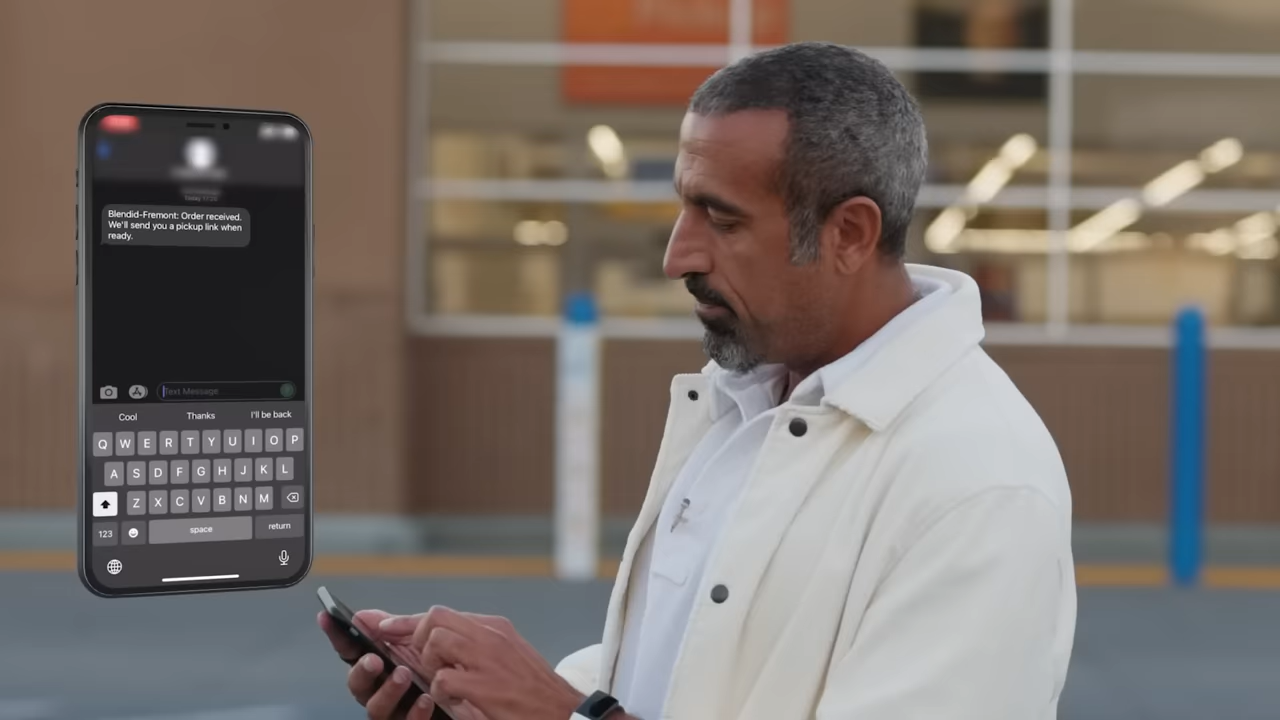 Blendid-Fremont: Order received.
We'll send you a pickup link when
ready.
Text Message
Cool Thanks I'll be back
Q W E R T Y U I O P
A S D F G H J K L
Z X C V B N M
123 space return